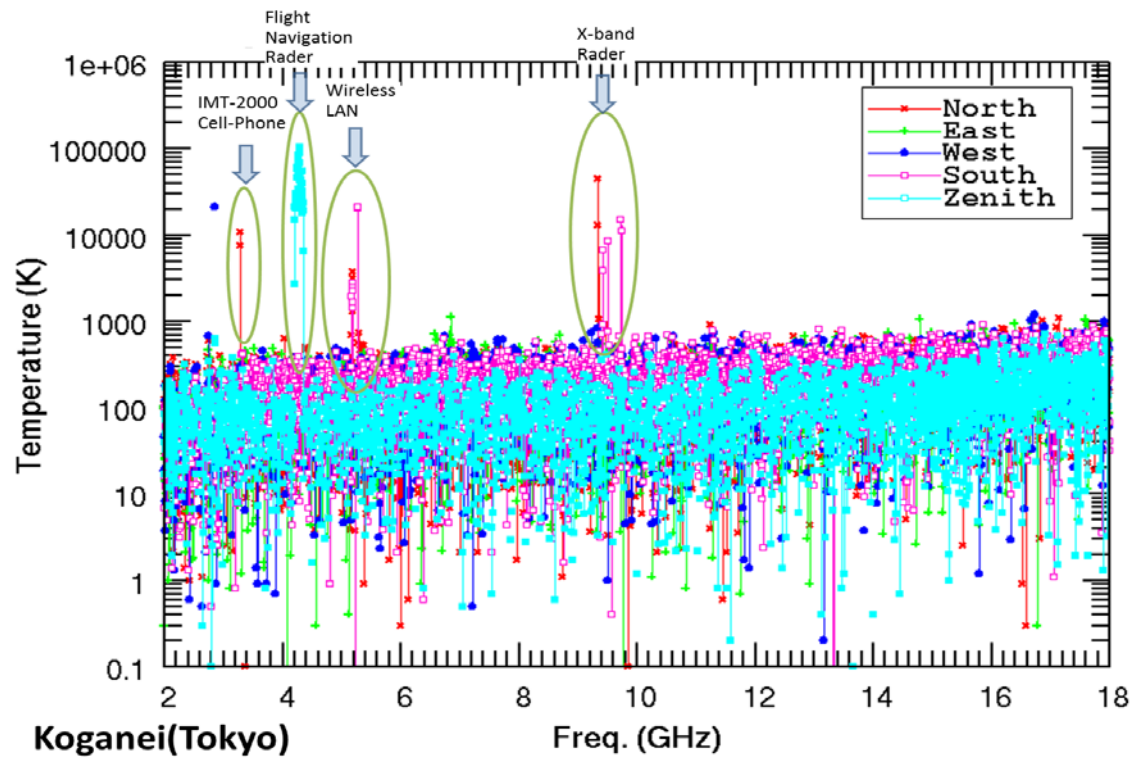 Flight
Navigation
Rader
X-band
Rader
Wireless
LAN
IMT-2000
Cell-Phone
1e+06
100000
10000
1000
100
10
1
0.1
Temperature (K)
North
East
West
South
Zenith
2 4 6 8 10 12 14 16 18
Koganei(Tokyo)
Freq. (GHz)